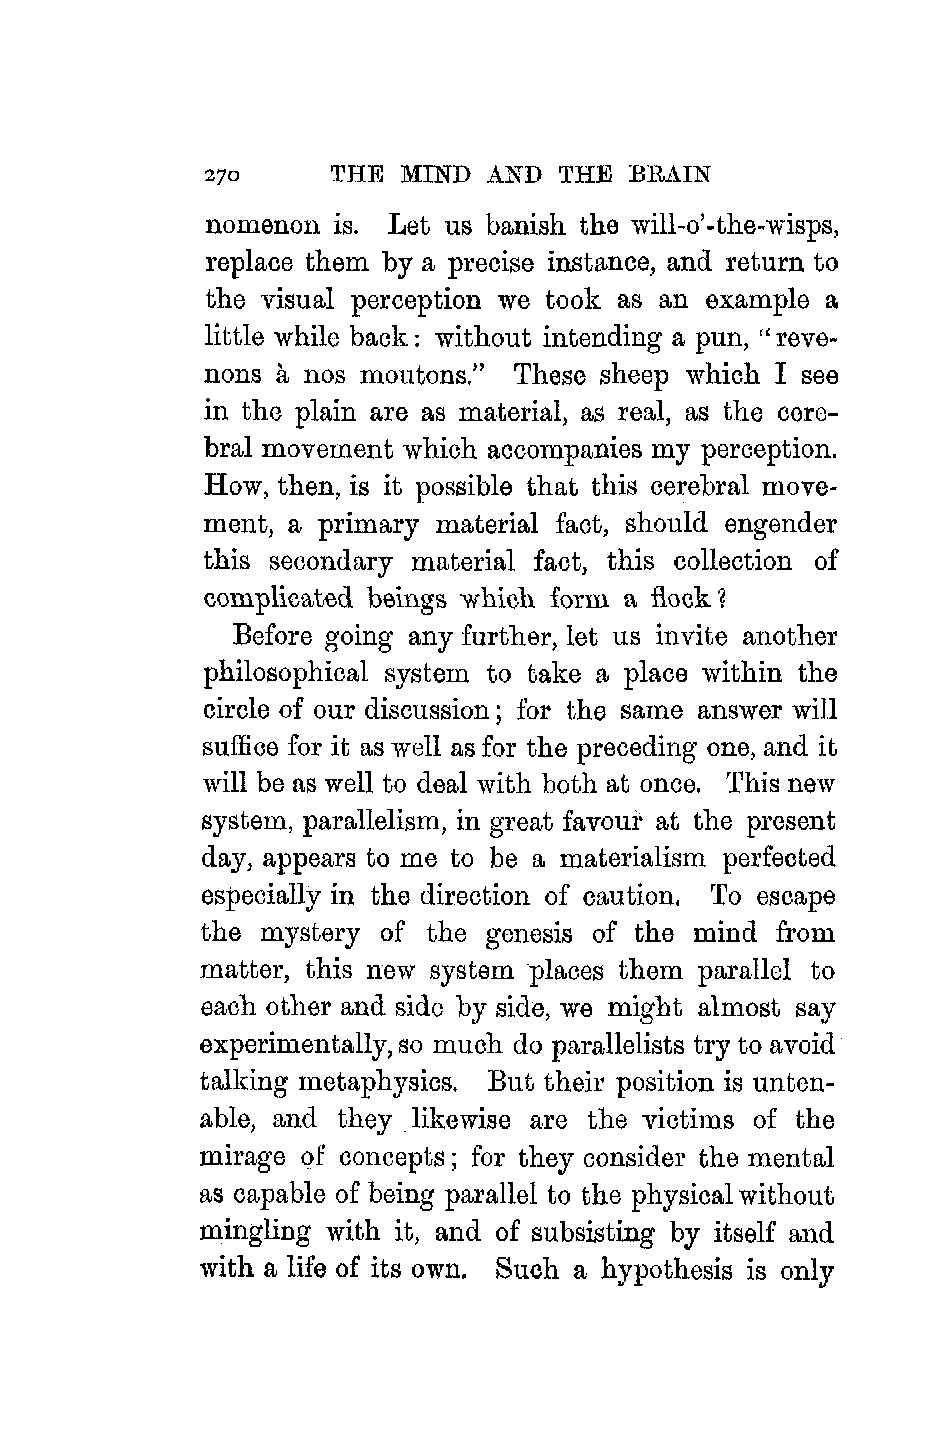 270 THE MIND AND THE BRAIN
nomenon is. Let us banish the will-o'-the-wisps,
replace them by a precise instance, and return to
the visual perception we took as an example a
little while back: without intending a pun, "reve-
nons à nos moutons." These sheep which I see
in the plain are as material, as real, as the cere-
bral movement which accompanies my perception.
How, then, is it possible that this cerebral move-
ment, a primary material fact, should engender
this secondary material fact, this collection of
complicated beings which form a flock?
Before going any further, let us invite another
philosophical system to take a place within the
circle of our discussion; for the same answer will
suffice for it as well as for the preceding one, and it
will be as well to deal with both at once. This new
system, parallelism, in great favour at the present
day, appears to me to be a materialism perfected
especially in the direction of caution. To escape
the mystery of the genesis of the mind from
matter, this new system places them parallel to
each other and side by side, we might almost say
experimentally, so much do parallelists try to avoid
talking metaphysics. But their position is unten-
able, and they likewise are the victims of the
mirage of concepts; for they consider the mental
as capable of being parallel to the physical without
mingling with it, and of subsisting by itself and
with a life of its own. Such a hypothesis is only